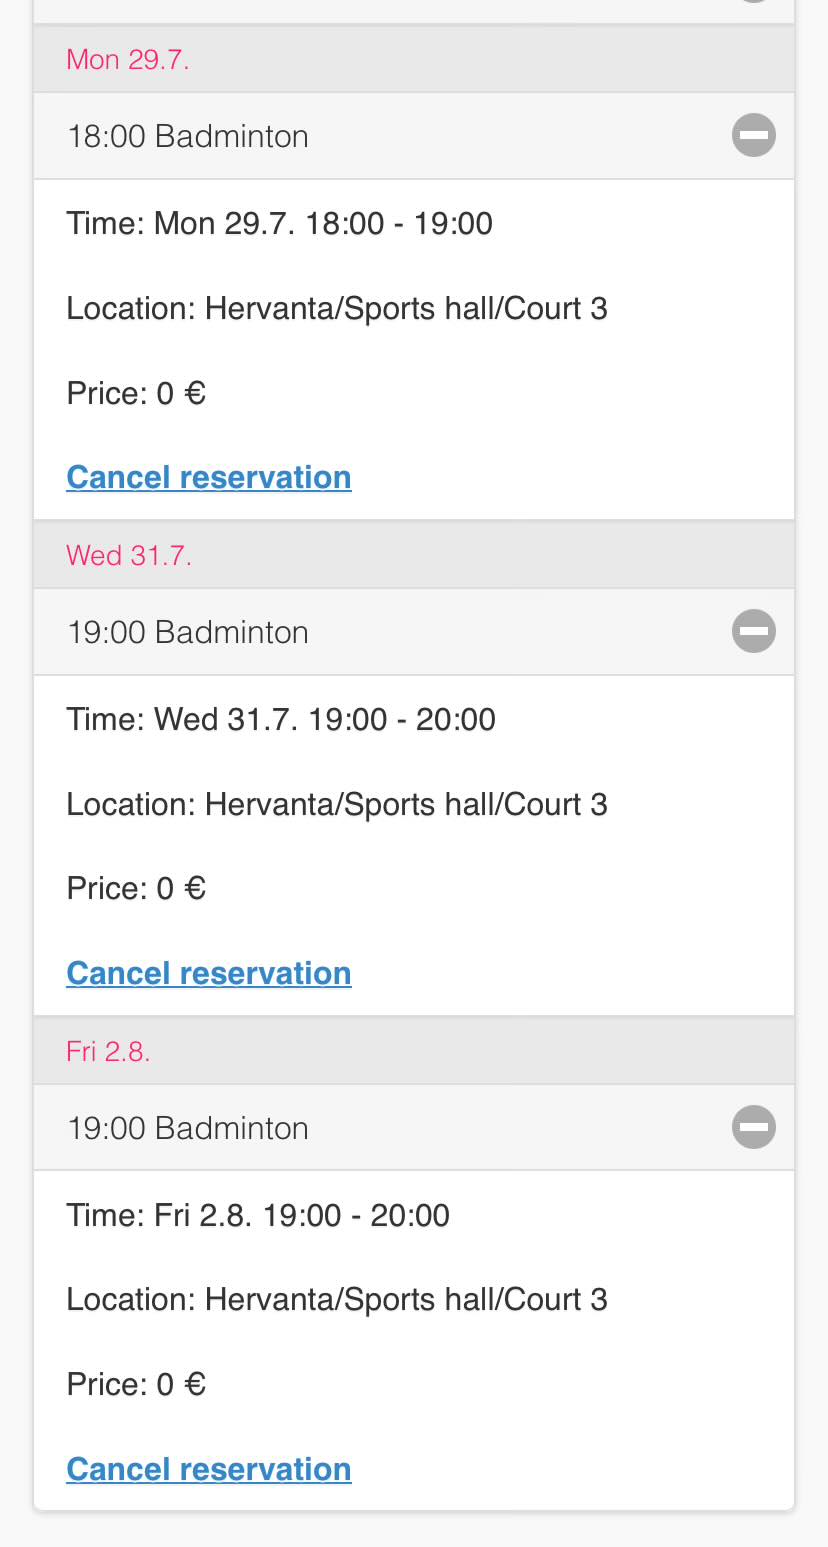 Mon 29.7.
18:00 Badminton
Time: Mon 29.7. 18:00 - 19:00
Location: Hervanta/Sports hall/Court 3
Price: 0 €
Cancel reservation
Wed 31.7.
19:00 Badminton
Time: Wed 31.7. 19:00 - 20:00
Location: Hervanta/Sports hall/Court 3
Price: 0 €
Cancel reservation
Fri 2.8.
19:00 Badminton
Time: Fri 2.8. 19:00 - 20:00
Location: Hervanta/Sports hall/Court 3
Price: 0 €
Cancel reservation